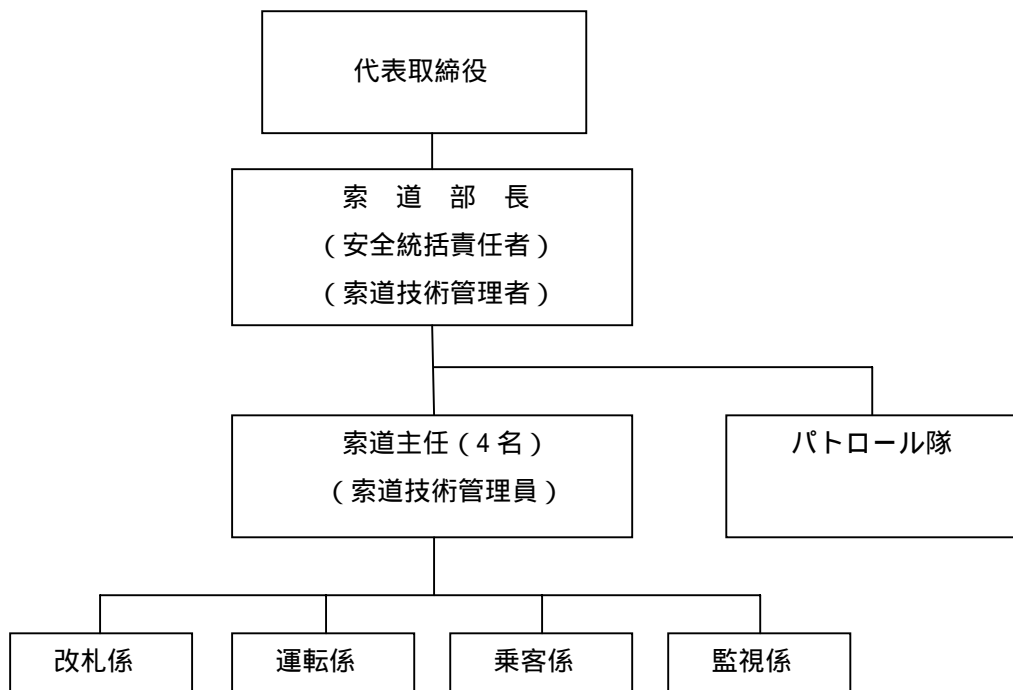 代表取締役
索　道　部　長
（安全統括責任者）
（索道技術管理者）
索道主任（4名）
（索道技術管理員）
パトロール隊
改札係
運転係
乗客係
監視係